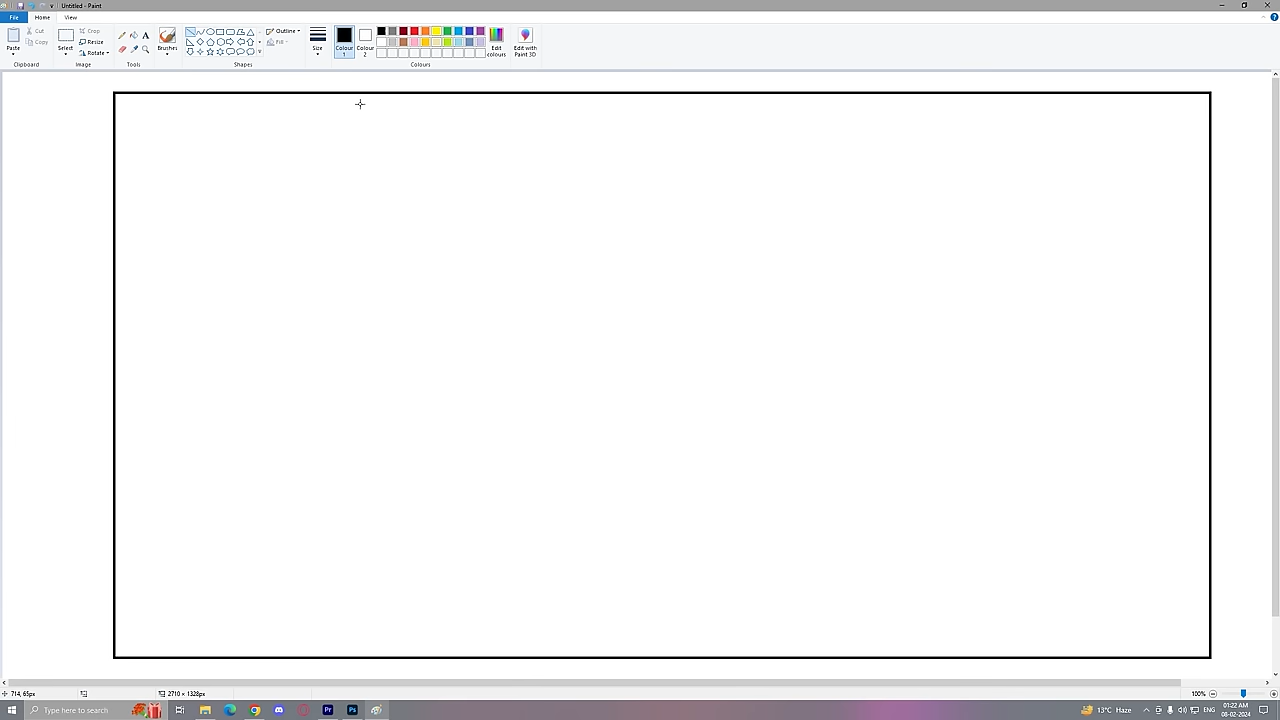 Untitled - Paint
File Home View
Paste Cut Copy Clipboard
Select Crop Resize Rotate Image
Tools
Brushes
Shapes
Outline Fill
Size
Colour 1 Colour 2
Colours
Edit colours
Edit with Paint 3D
714, 65px
2710 × 1328px
100%
Type here to search
Pr Ps
13°C Haze
ENG
01:22 AM
08-02-2024